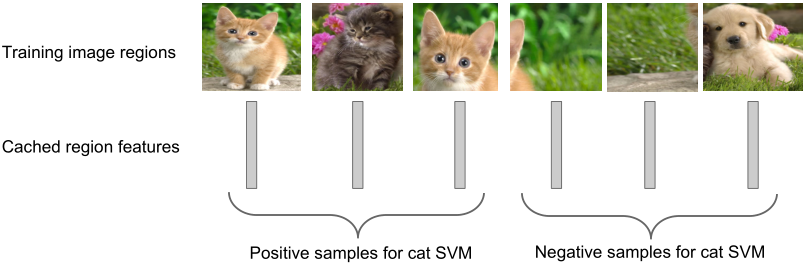 Training image regions
Cached region features
Positive samples for cat SVM
Negative samples for cat SVM